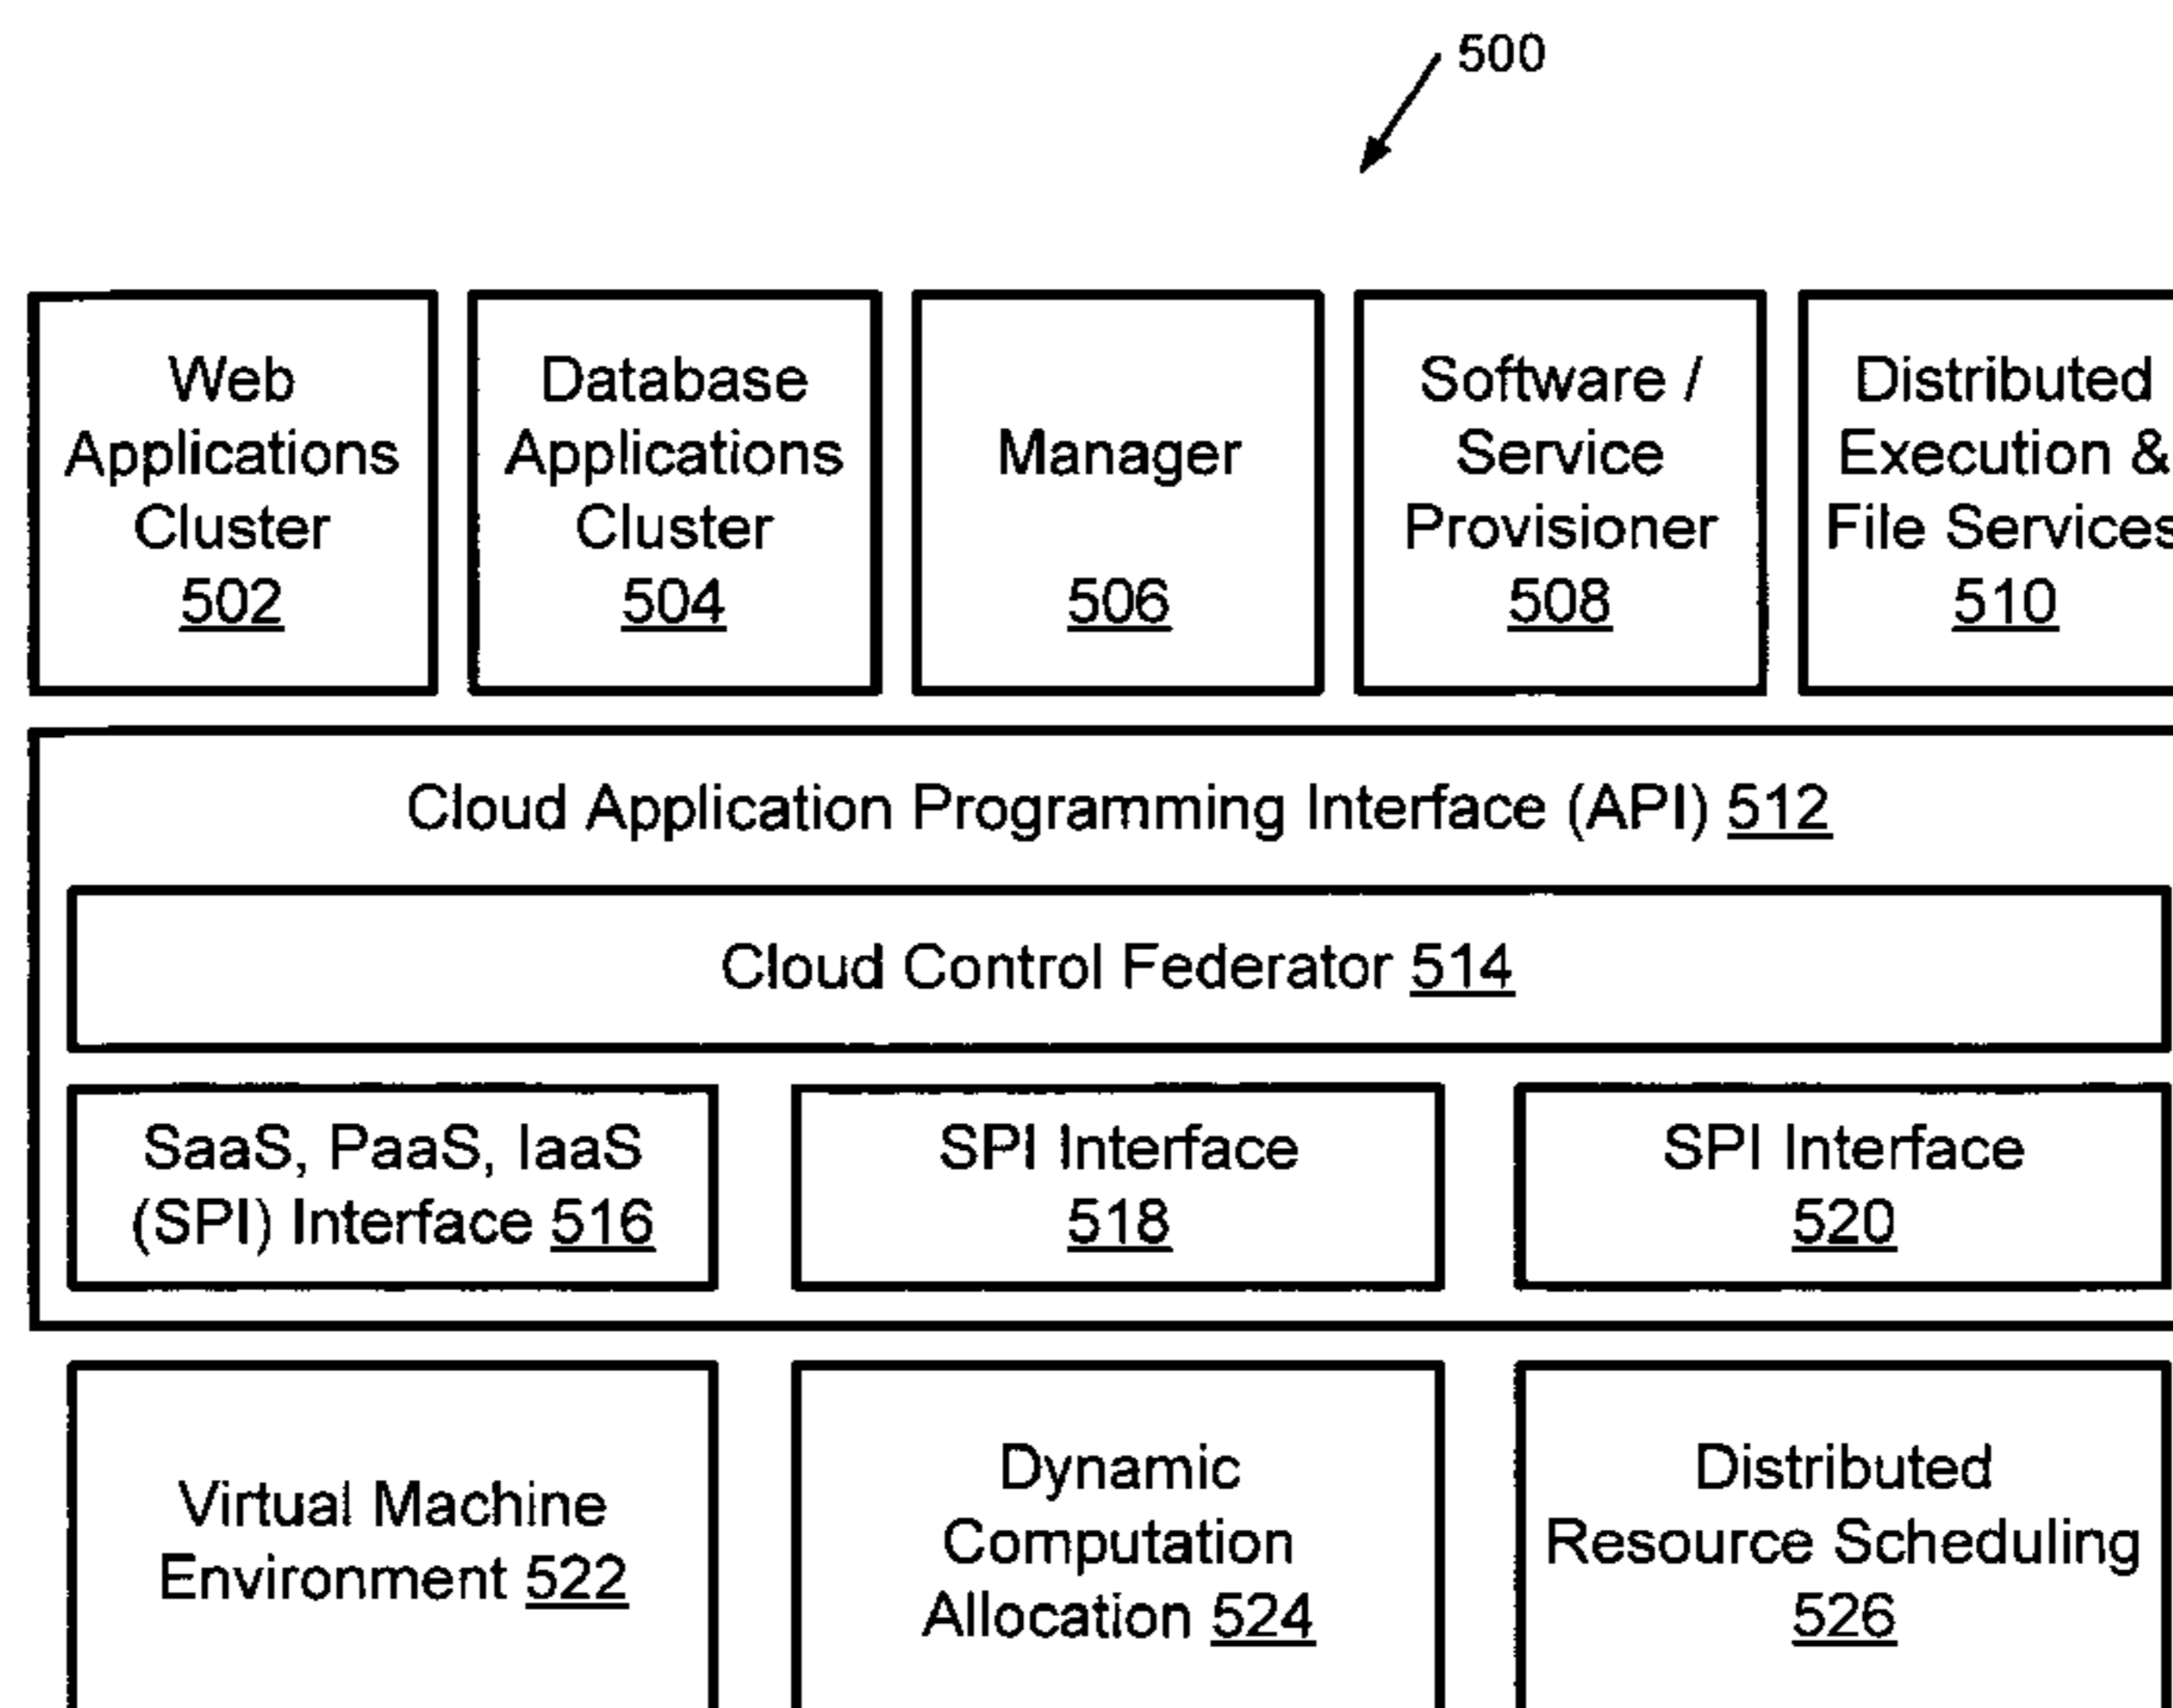 500
Web
Applications
Cluster
502
Database
Applications
Cluster
504
Manager
506
Software /
Service
Provisioner
508
Distributed
Execution &
File Services
510
Cloud Application Programming Interface (API) 512
Cloud Control Federator 514
SaaS, PaaS, IaaS
(SPI) Interface 516
SPI Interface
518
SPI Interface
520
Virtual Machine
Environment 522
Dynamic
Computation
Allocation 524
Distributed
Resource Scheduling
526